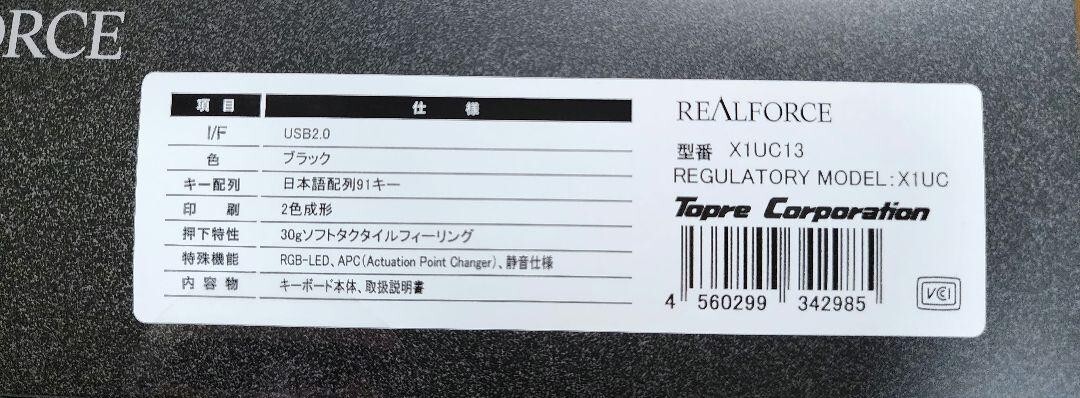 ORCE
項目 仕様
I/F USB2.0
色 ブラック
キー配列 日本語配列91キー
印刷 2色成形
押下特性 30gソフトタクタイルフィーリング
特殊機能 RGB-LED、APC(Actuation Point Changer)、静音仕様
内容物 キーボード本体、取扱説明書
REALFORCE
型番 X1UC13
REGULATORY MODEL:X1UC
Topre Corporation
4 560299 342985
VCI